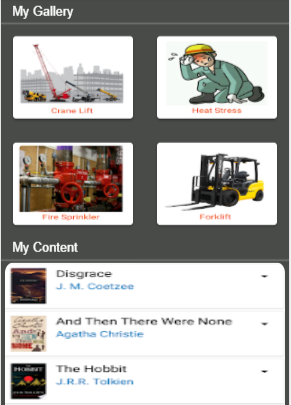 My Gallery
Crane Lift
Heat Stress
Fire Sprinkler
Forklift
My Content
Disgrace
J. M. Coetzee
And Then There Were None
Agatha Christie
The Hobbit
J.R.R. Tolkien